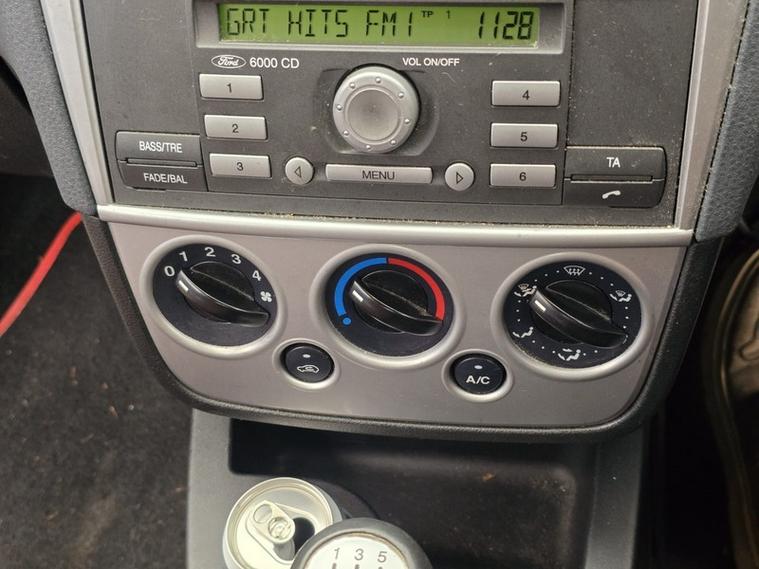 GRT HITS FM1 TP 1 1128
Ford 6000 CD VOL ON/OFF
1 4
2 5
3 MENU 6
BASS/TRE TA
FADE/BAL
0 1 2 3 4
A/C
1 3 5